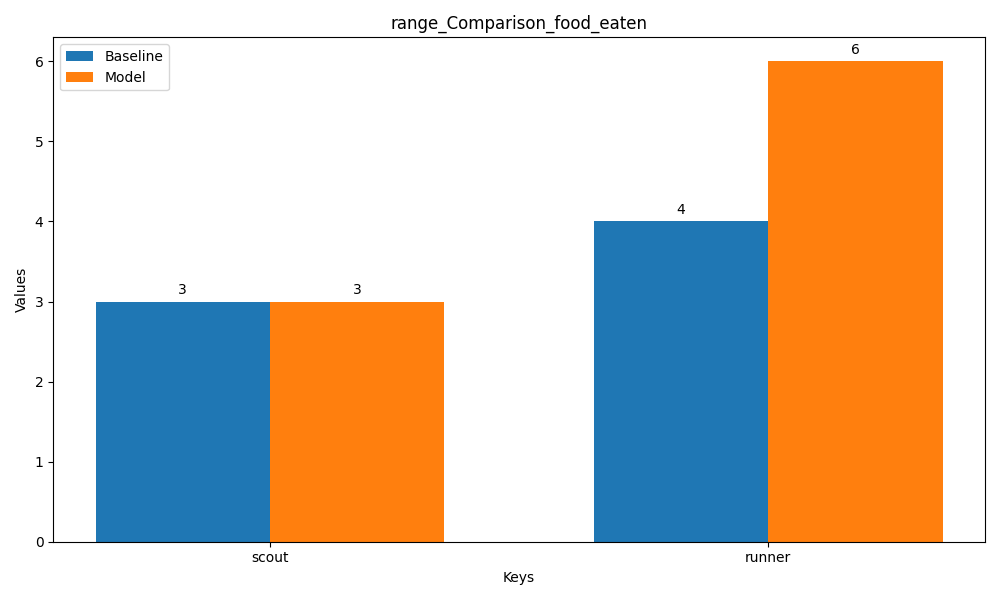 range_Comparison_food_eaten
Baseline
Model
6
5
4
3
2
1
0
3
3
4
6
scout
runner
Values
Keys